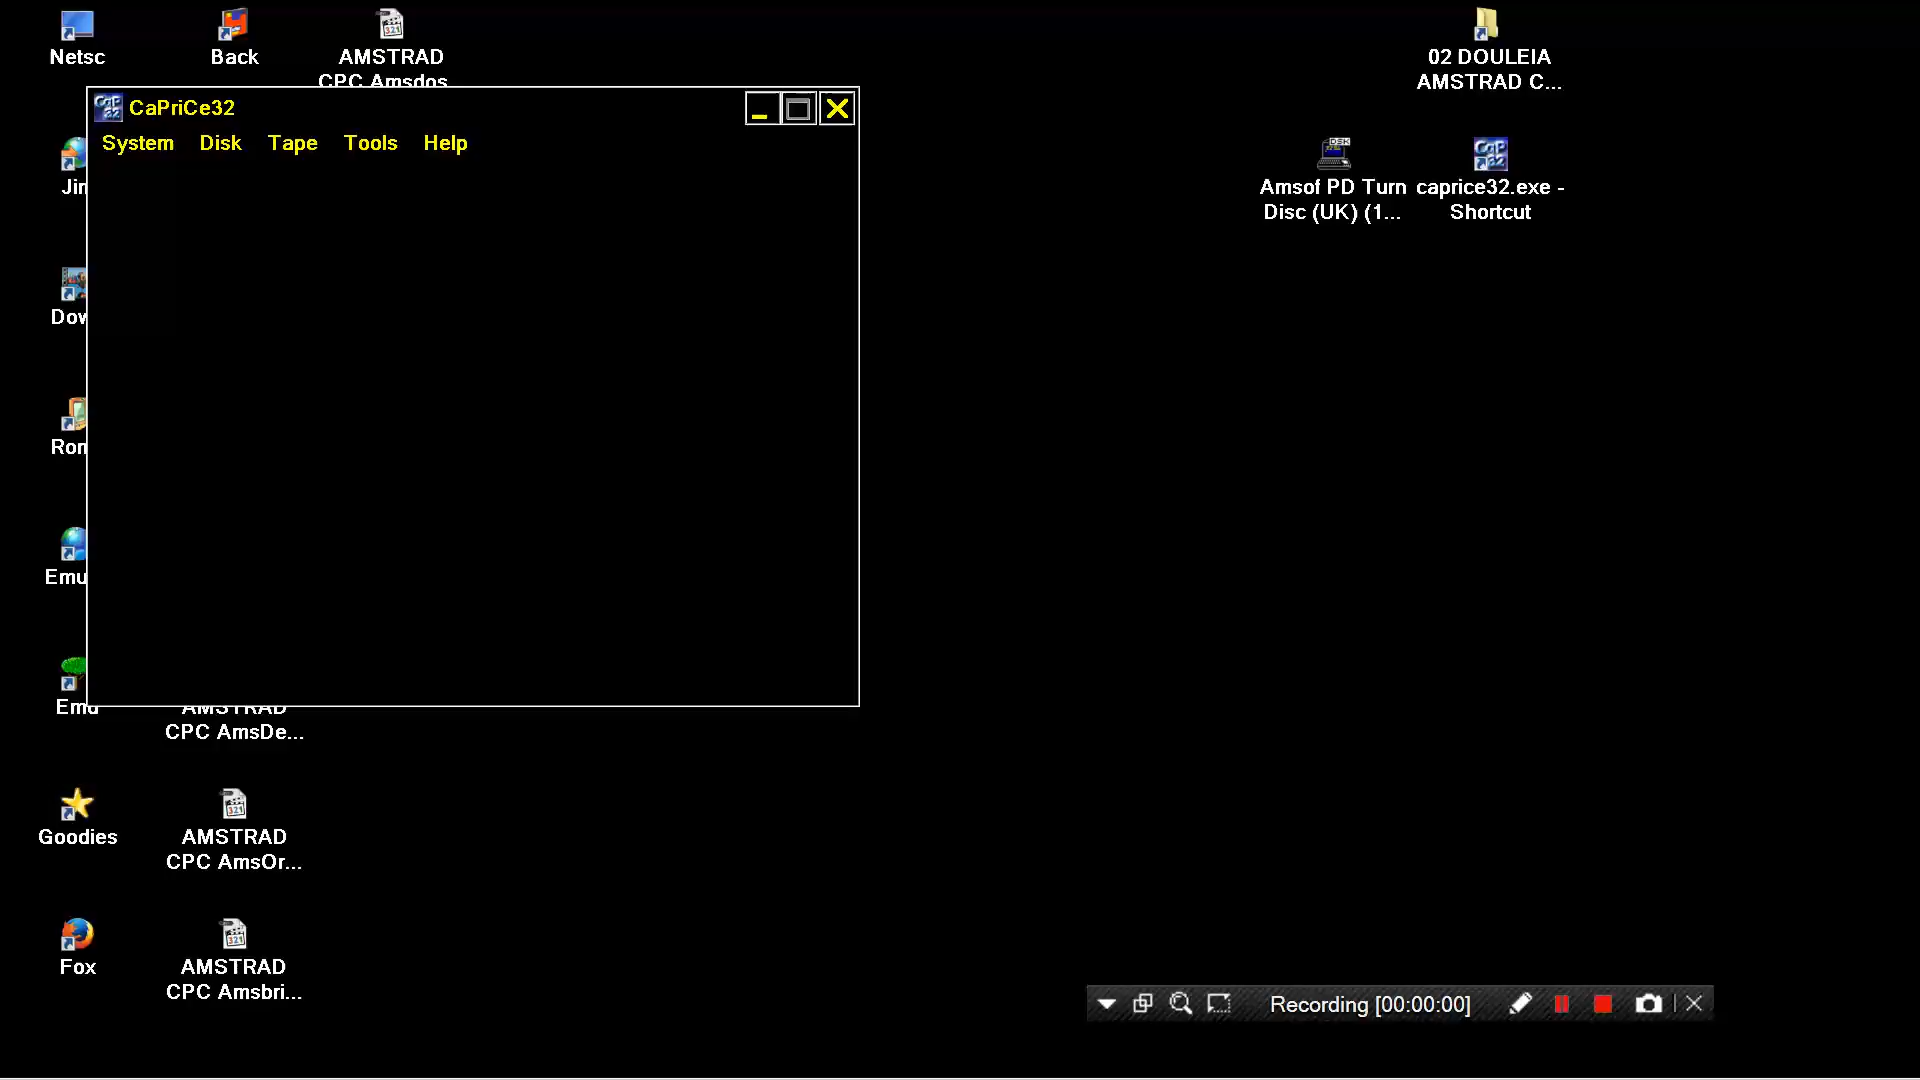 Netsc
Back
AMSTRAD
CPC Amsdos
02 DOULEIA
AMSTRAD C...
CaPriCe32
System Disk Tape Tools Help
Jin
Amsof PD Turn
Disc (UK) (1...
caprice32.exe -
Shortcut
Dow
Rom
Emu
Emu
AMSTRAD
CPC AmsDe...
Goodies
AMSTRAD
CPC AmsOr...
Fox
AMSTRAD
CPC Amsbri...
Recording [00:00:00]